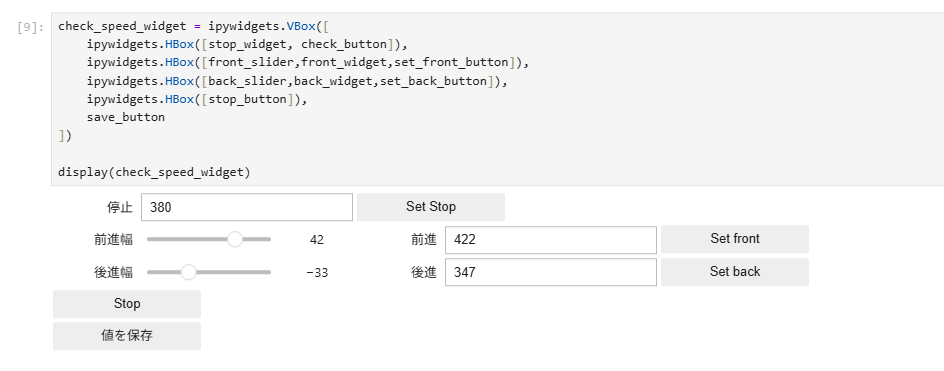 [9]: check_speed_widget = ipywidgets.VBox([
    ipywidgets.HBox([stop_widget, check_button]),
    ipywidgets.HBox([front_slider,front_widget,set_front_button]),
    ipywidgets.HBox([back_slider,back_widget,set_back_button]),
    ipywidgets.HBox([stop_button]),
    save_button
])
display(check_speed_widget)
停止 380 Set Stop
前進幅 42 前進 422 Set front
後進幅 -33 後進 347 Set back
Stop
値を保存